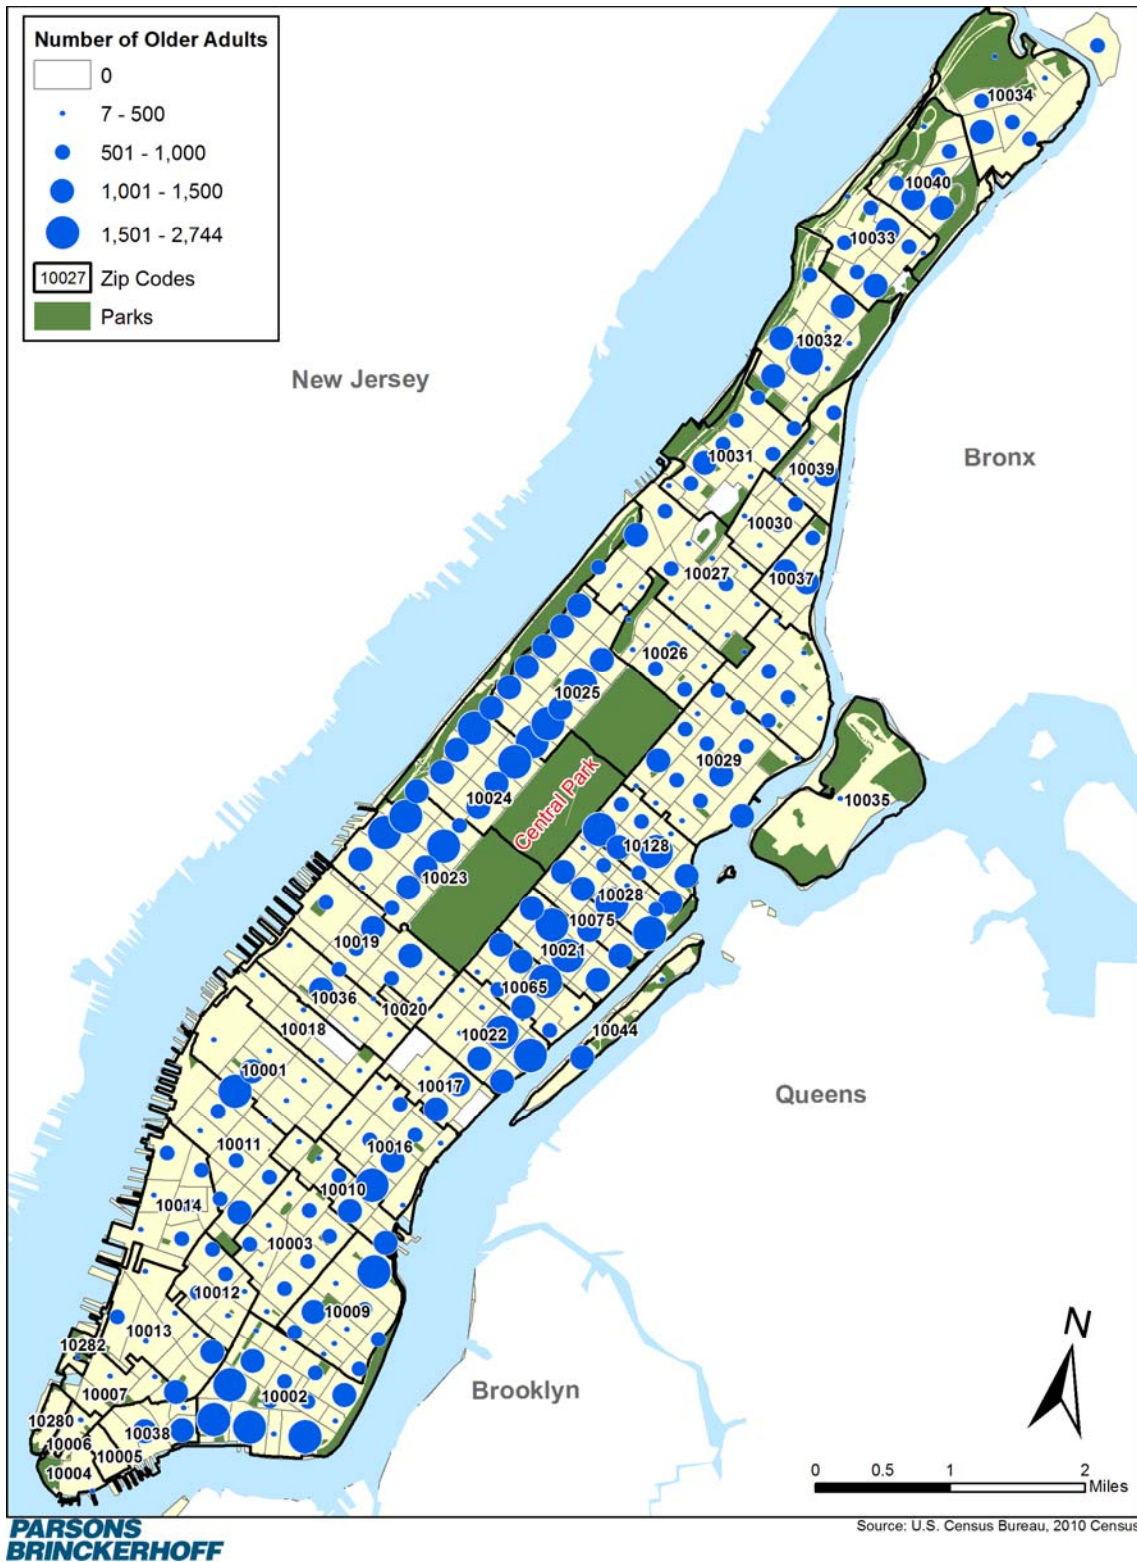 Number of Older Adults
0
7 - 500
501 - 1,000
1,001 - 1,500
1,501 - 2,744
10027 Zip Codes
Parks
New Jersey
Bronx
Queens
Brooklyn
Central Park
10034
10040
10033
10032
10031
10039
10030
10027
10037
10026
10025
10029
10035
10024
10128
10023
10028
10075
10019
10021
10065
10036
10020
10018
10022
10044
10001
10017
10011
10016
10010
10014
10003
10012
10009
10013
10282
10002
10007
10280
10038
10006
10005
10004
N
0 0.5 1 2
Miles
PARSONS
BRINCKERHOFF
Source: U.S. Census Bureau, 2010 Census